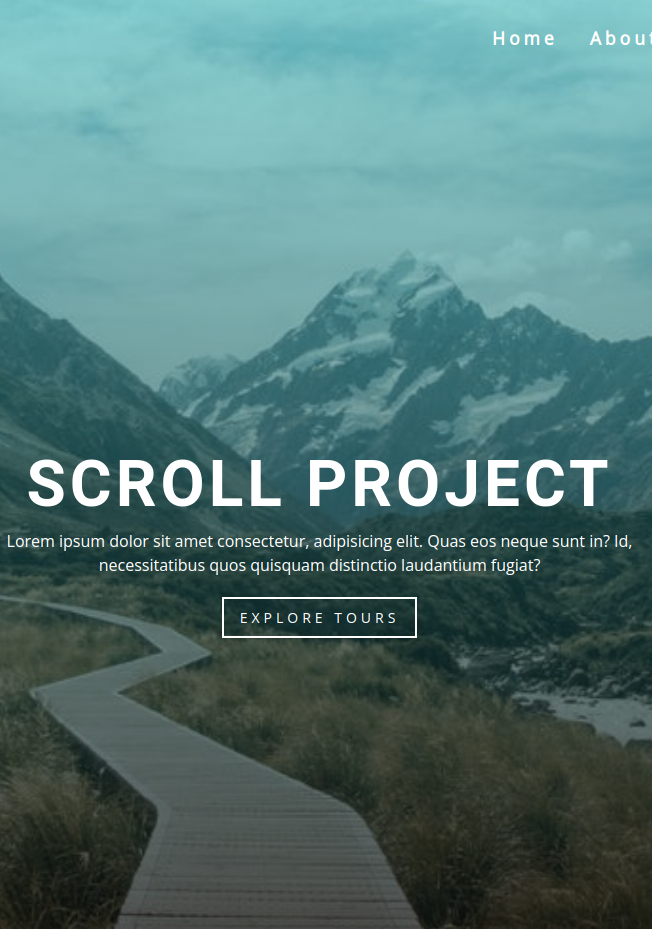 Home About
SCROLL PROJECT
Lorem ipsum dolor sit amet consectetur, adipisicing elit. Quas eos neque sunt in? Id,
necessitatibus quos quisquam distinctio laudantium fugiat?
EXPLORE TOURS